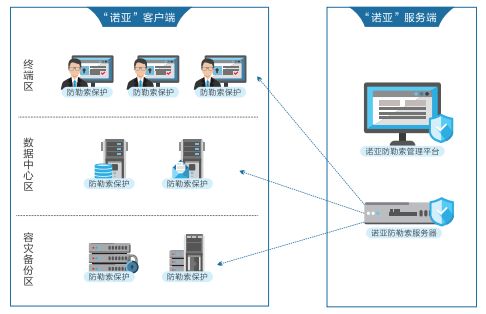 “诺亚”客户端
“诺亚”服务端
终端区
防勒索保护
防勒索保护
防勒索保护
数据中心区
防勒索保护
防勒索保护
容灾备份区
防勒索保护
防勒索保护
诺亚防勒索管理平台
诺亚防勒索服务器